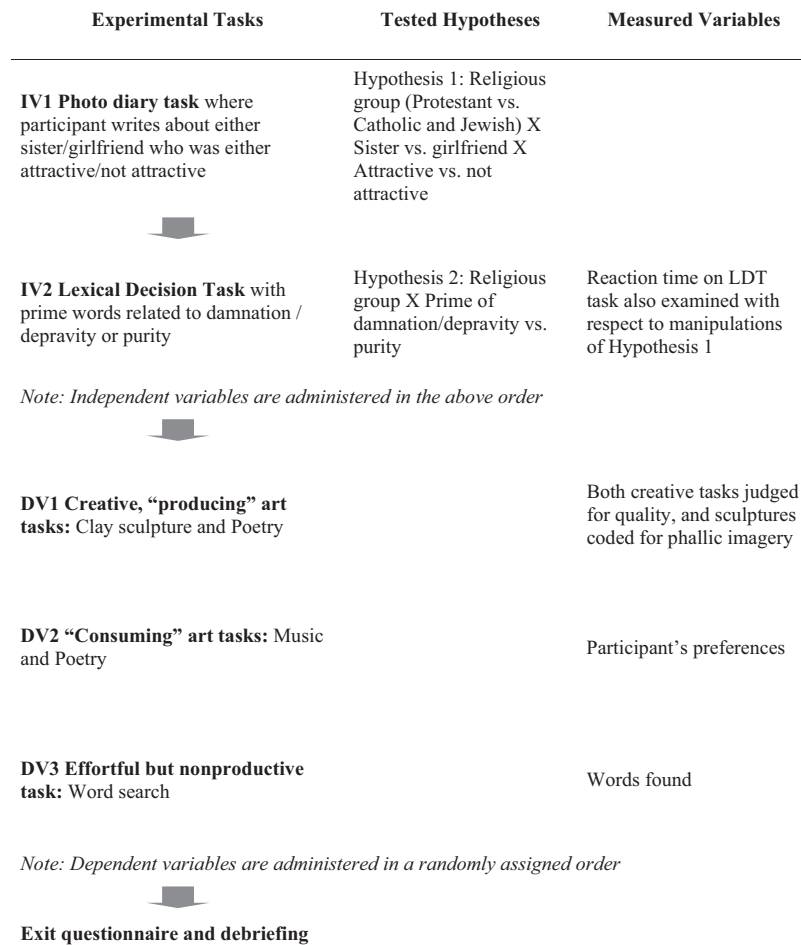 Experimental Tasks
Tested Hypotheses
Measured Variables
IV1 Photo diary task where
participant writes about either
sister/girlfriend who was either
attractive/not attractive
Hypothesis 1: Religious
group (Protestant vs.
Catholic and Jewish) X
Sister vs. girlfriend X
Attractive vs. not
attractive
IV2 Lexical Decision Task with
prime words related to damnation /
depravity or purity
Hypothesis 2: Religious
group X Prime of
damnation/depravity vs.
purity
Reaction time on LDT
task also examined with
respect to manipulations
of Hypothesis 1
Note: Independent variables are administered in the above order
DV1 Creative, “producing” art
tasks: Clay sculpture and Poetry
Both creative tasks judged
for quality, and sculptures
coded for phallic imagery
DV2 “Consuming” art tasks: Music
and Poetry
Participant’s preferences
DV3 Effortful but nonproductive
task: Word search
Words found
Note: Dependent variables are administered in a randomly assigned order
Exit questionnaire and debriefing